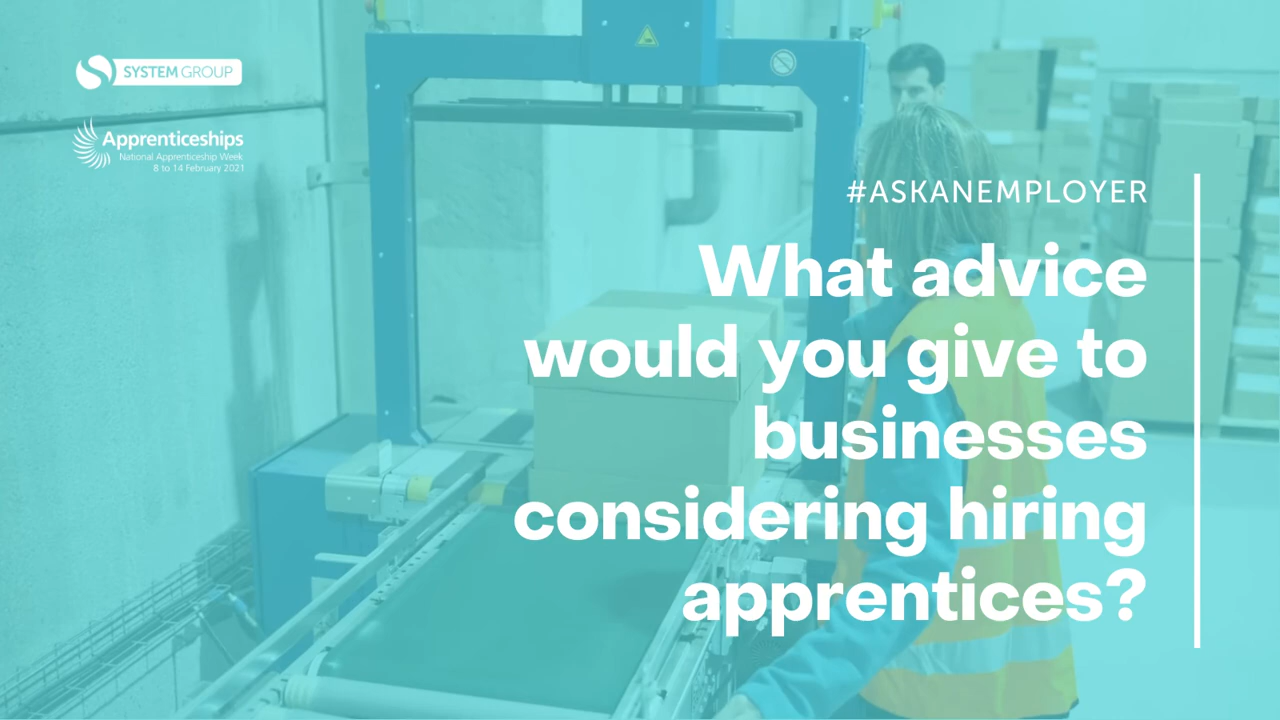 SYSTEM GROUP
Apprenticeships
National Apprenticeship Week
8 to 14 February 2021
#ASKANEMPLOYER
What advice
would you give to
businesses
considering hiring
apprentices?